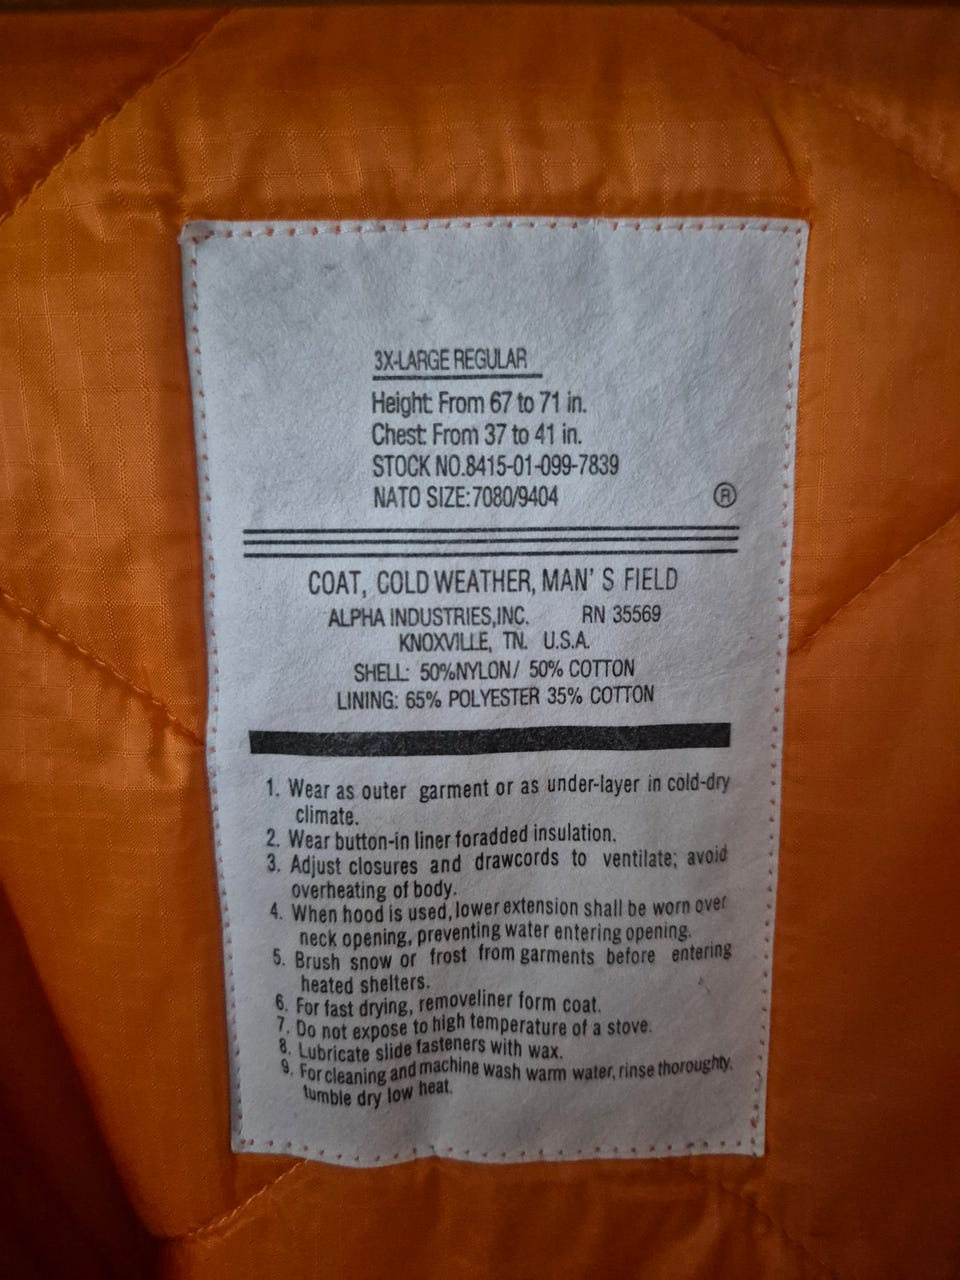 3X-LARGE REGULAR
Height: From 67 to 71 in.
Chest: From 37 to 41 in.
STOCK NO.8415-01-099-7839
NATO SIZE:7080/9404
®
COAT, COLD WEATHER, MAN' S FIELD
ALPHA INDUSTRIES,INC. RN 35569
KNOXVILLE, TN. U.S.A.
SHELL: 50%NYLON/ 50% COTTON
LINING: 65% POLYESTER 35% COTTON
1. Wear as outer garment or as under-layer in cold-dry
climate.
2. Wear button-in liner foradded insulation.
3. Adjust closures and drawcords to ventilate; avoid
overheating of body.
4. When hood is used, lower extension shall be worn over
neck opening, preventing water entering opening.
5. Brush snow or frost from garments before entering
heated shelters.
6. For fast drying, removeliner form coat.
7. Do not expose to high temperature of a stove.
8. Lubricate slide fasteners with wax.
9. For cleaning and machine wash warm water, rinse thoroughty,
tumble dry low heat.